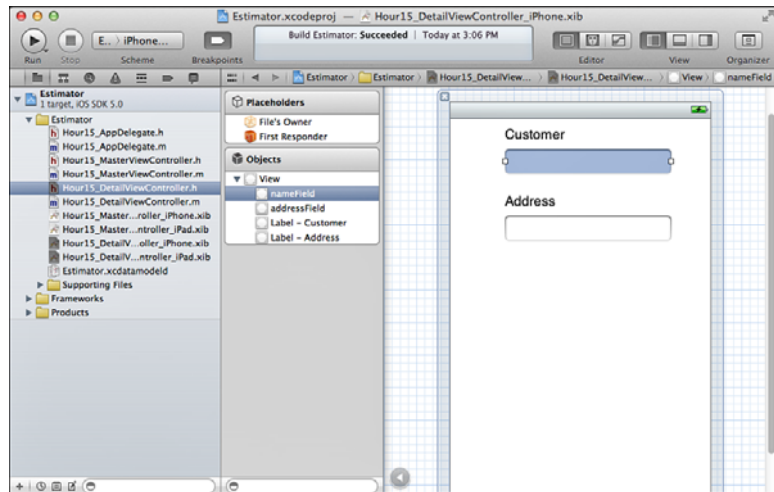 Estimator.xcodeproj — Hour15_DetailViewController_iPhone.xib
E.. 〉 iPhone...
Build Estimator: Succeeded | Today at 3:06 PM
Run Stop Scheme Breakpoints Editor View Organizer
Estimator 〉 Estimator 〉 Hour15_DetailView... 〉 Hour15_DetailView... 〉 View 〉 nameField
Estimator
1 target, iOS SDK 5.0
Estimator
Hour15_AppDelegate.h
Hour15_AppDelegate.m
Hour15_MasterViewController.h
Hour15_MasterViewController.m
Hour15_DetailViewController.h
Hour15_DetailViewController.m
Hour15_Master...roller_iPhone.xib
Hour15_Master...ntroller_iPad.xib
Hour15_DetailV...oller_iPhone.xib
Hour15_DetailV...ntroller_iPad.xib
Estimator.xcdatamodeld
Supporting Files
Frameworks
Products
Placeholders
File's Owner
First Responder
Objects
View
nameField
addressField
Label – Customer
Label – Address
Customer
Address